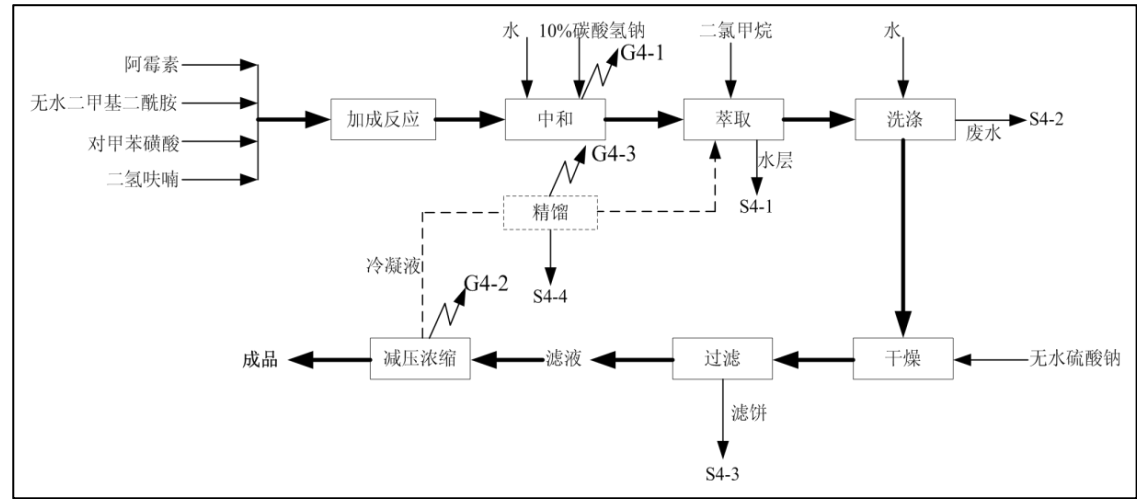 水
10%碳酸氢钠
G4-1
二氯甲烷
水
阿霉素
无水二甲基二酰胺
对甲苯磺酸
二氢呋喃
加成反应
中和
萃取
洗涤
废水
S4-2
G4-3
水层
S4-1
精馏
冷凝液
S4-4
G4-2
成品
减压浓缩
滤液
过滤
干燥
无水硫酸钠
滤饼
S4-3